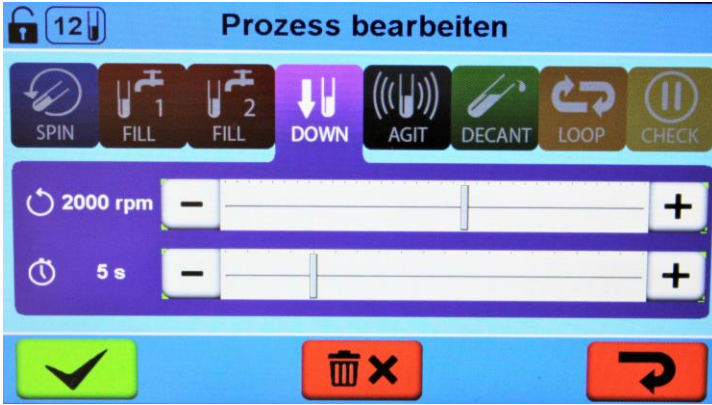 12
Prozess bearbeiten
SPIN
1
FILL
2
FILL
DOWN
AGIT
DECANT
LOOP
CHECK
2000 rpm
− +
5 s
− +